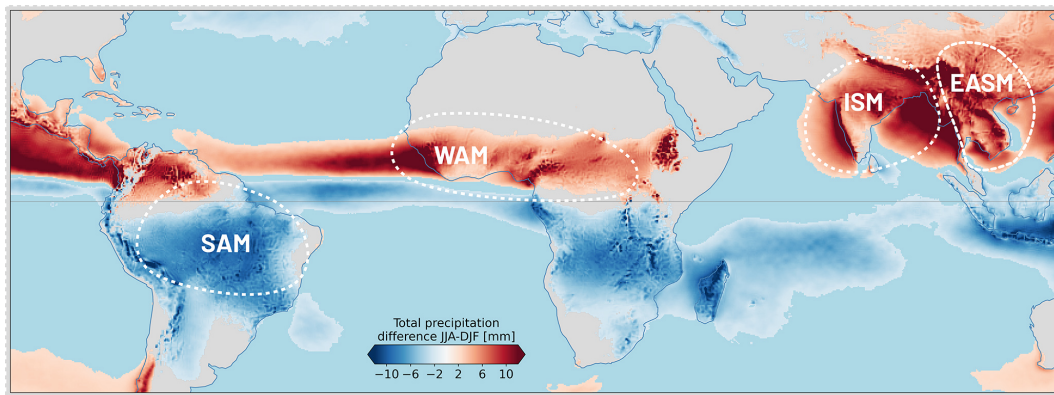 EASM
ISM
WAM
SAM
Total precipitation
difference JJA-DJF [mm]
−10 −6 −2 2 6 10